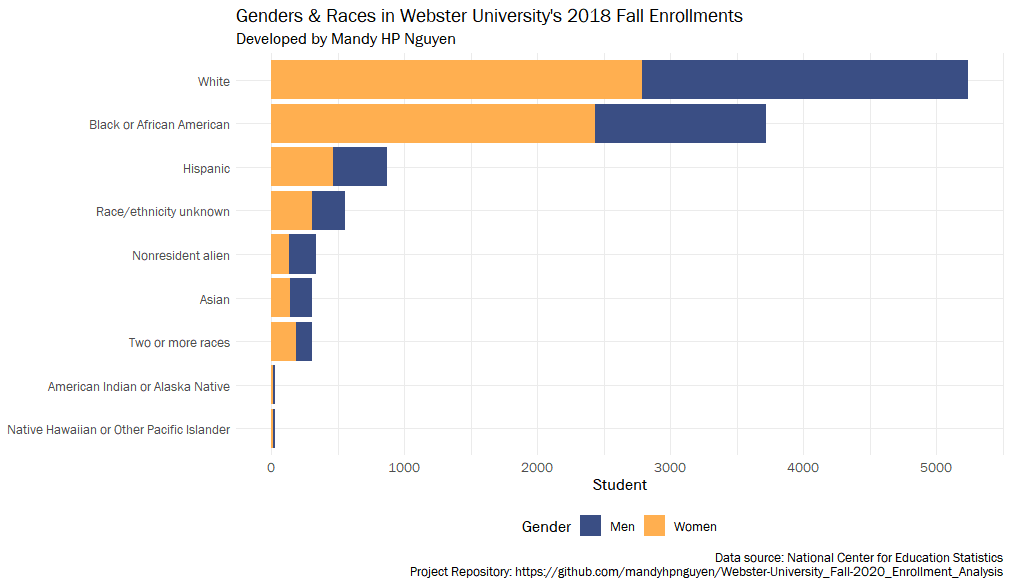 Genders & Races in Webster University's 2018 Fall Enrollments
Developed by Mandy HP Nguyen
White
Black or African American
Hispanic
Race/ethnicity unknown
Nonresident alien
Asian
Two or more races
American Indian or Alaska Native
Native Hawaiian or Other Pacific Islander
0 1000 2000 3000 4000 5000
Student
Gender Men Women
Data source: National Center for Education Statistics
Project Repository: https://github.com/mandyhpnguyen/Webster-University_Fall-2020_Enrollment_Analysis